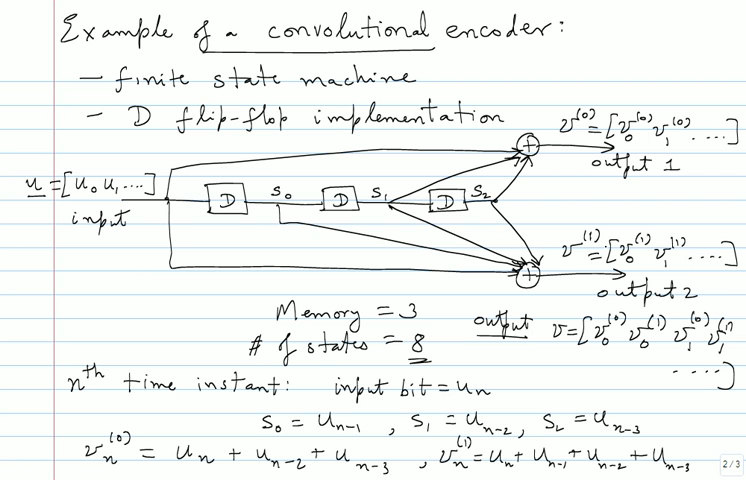 Example of a convolutional encoder:
- finite state machine
- D flip-flop implementation
v^(0) = [v_0^(0) v_1^(0) ....]
output 1
u = [u_0 u_1 ....]
input
D S_0 D S_1 D S_2
v^(1) = [v_0^(1) v_1^(1) ....]
output 2
Memory = 3
output v = [v_0^(0) v_0^(1) v_1^(0) v_1^(1)
....]
# of states = 8
n^th time instant: input bit = u_n
S_0 = u_{n-1} , S_1 = u_{n-2} , S_2 = u_{n-3}
v_n^(0) = u_n + u_{n-2} + u_{n-3} , v_n^(1) = u_n + u_{n-1} + u_{n-2} + u_{n-3}
2/3